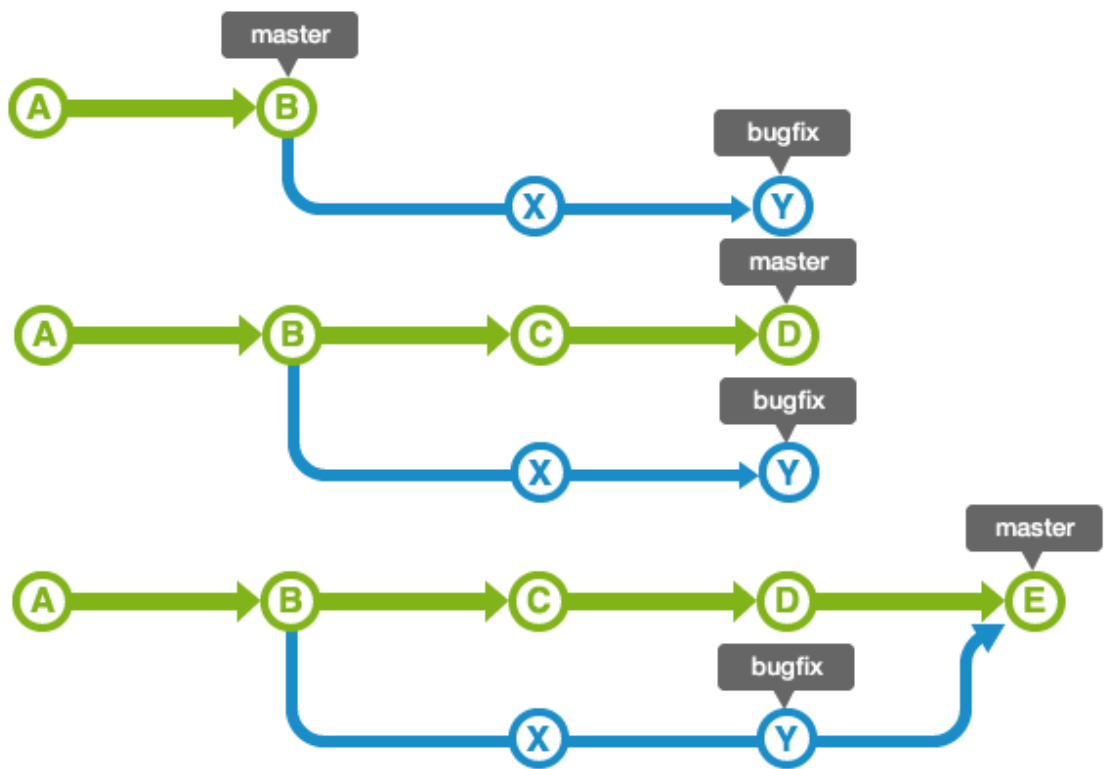 master
A B
bugfix
X Y
master
A B C D
bugfix
X Y
master
A B C D E
bugfix
X Y